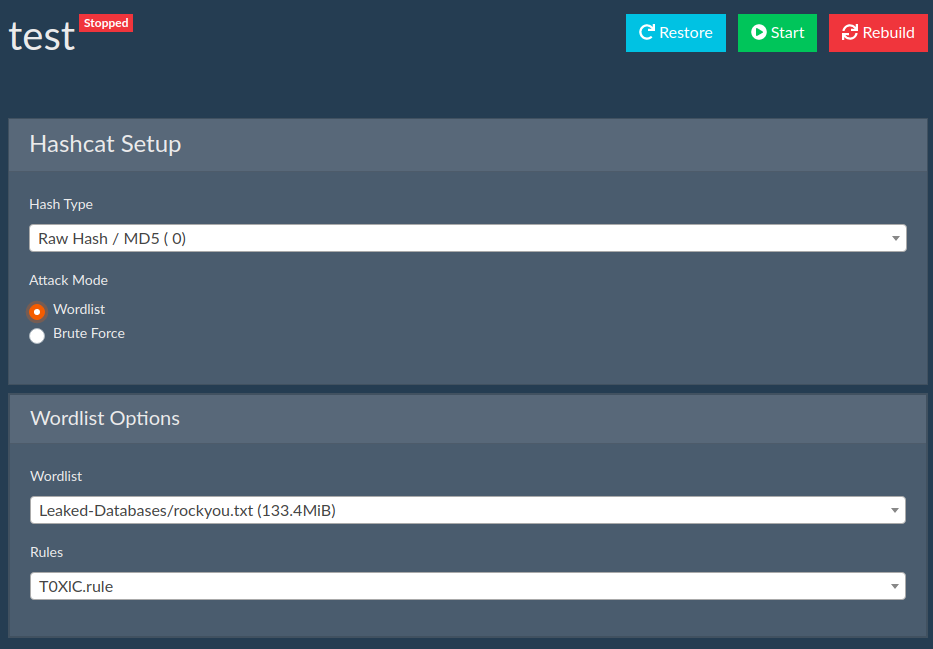 test Stopped Restore Start Rebuild
Hashcat Setup
Hash Type
Raw Hash / MD5 ( 0)
Attack Mode
Wordlist
Brute Force
Wordlist Options
Wordlist
Leaked-Databases/rockyou.txt (133.4MiB)
Rules
T0XlC.rule